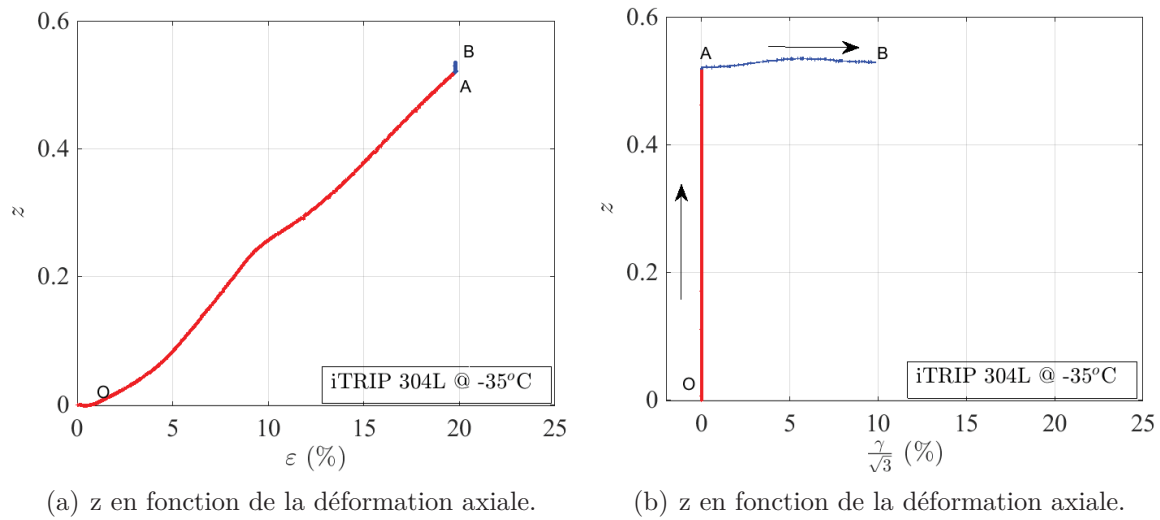 0.6
B
A
0.4
z
0.2
iTRIP 304L @ -35°C
O
0
0 5 10 15 20 25
ε (%)
(a) z en fonction de la déformation axiale.
0.6
A
B
0.4
z
0.2
iTRIP 304L @ -35°C
O
0
0 5 10 15 20 25
γ/√3 (%)
(b) z en fonction de la déformation axiale.